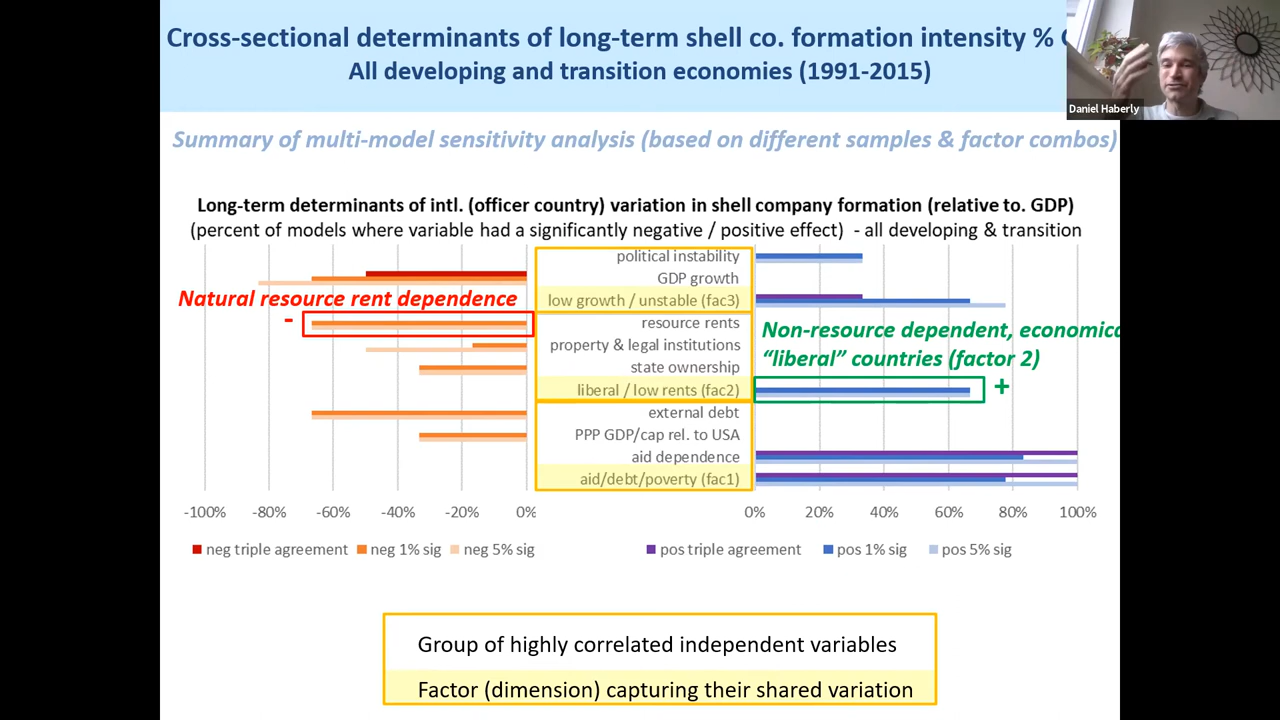 Cross-sectional determinants of long-term shell co. formation intensity %
All developing and transition economies (1991-2015)
Daniel Haberly
Summary of multi-model sensitivity analysis (based on different samples & factor combos)
Long-term determinants of intl. (officer country) variation in shell company formation (relative to. GDP)
(percent of models where variable had a significantly negative / positive effect) - all developing & transition
political instability
GDP growth
Natural resource rent dependence
low growth / unstable (fac3)
-
resource rents
Non-resource dependent, economica
property & legal institutions
"liberal" countries (factor 2)
state ownership
liberal / low rents (fac2)
+
external debt
PPP GDP/cap rel. to USA
aid dependence
aid/debt/poverty (fac1)
-100% -80% -60% -40% -20% 0% 0% 20% 40% 60% 80% 100%
neg triple agreement neg 1% sig neg 5% sig pos triple agreement pos 1% sig pos 5% sig
Group of highly correlated independent variables
Factor (dimension) capturing their shared variation